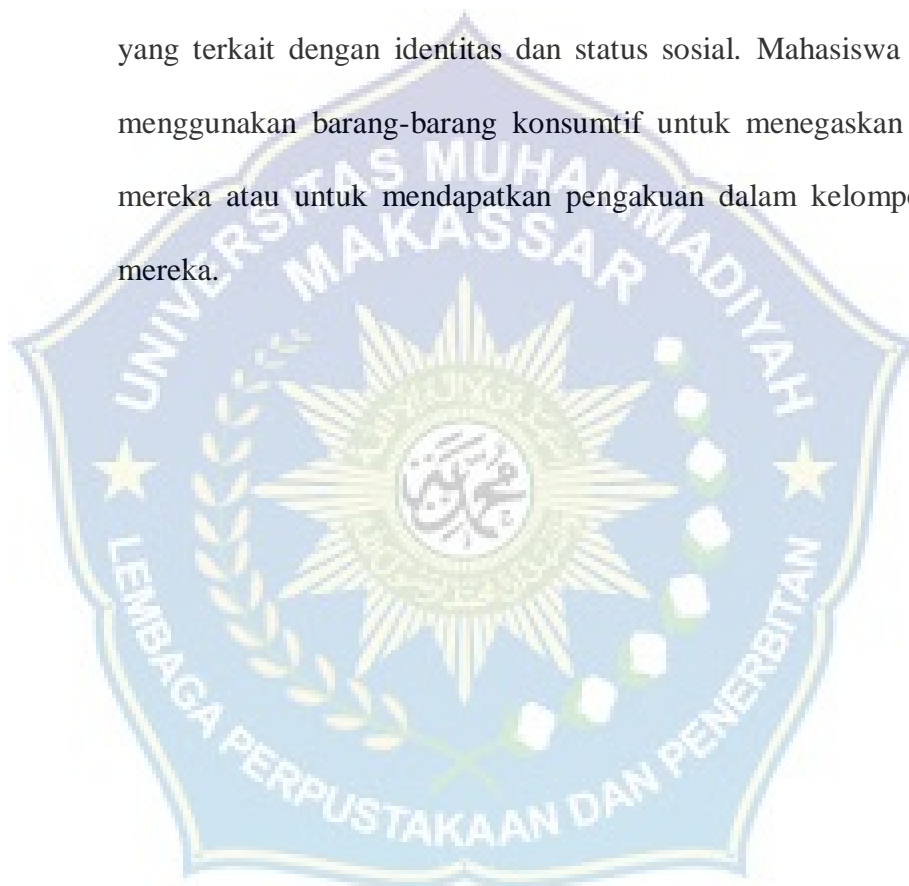 yang terkait dengan identitas dan status sosial. Mahasiswa
menggunakan barang-barang konsumtif untuk menegaskan
mereka atau untuk mendapatkan pengakuan dalam
mereka.
UNIVERSITAS MUHAMMADIYAH
MAKASSAR
LEMBAGA PERPUSTAKAAN DAN PENERBITAN